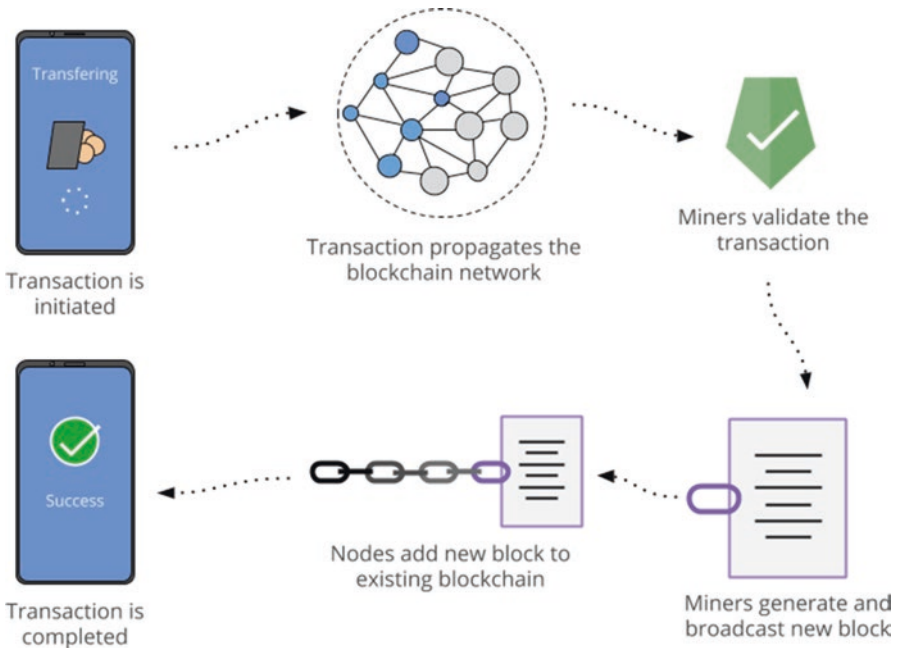 Transfering
Transaction is
initiated
Transaction propagates the
blockchain network
Miners validate the
transaction
Miners generate and
broadcast new block
Nodes add new block to
existing blockchain
Success
Transaction is
completed